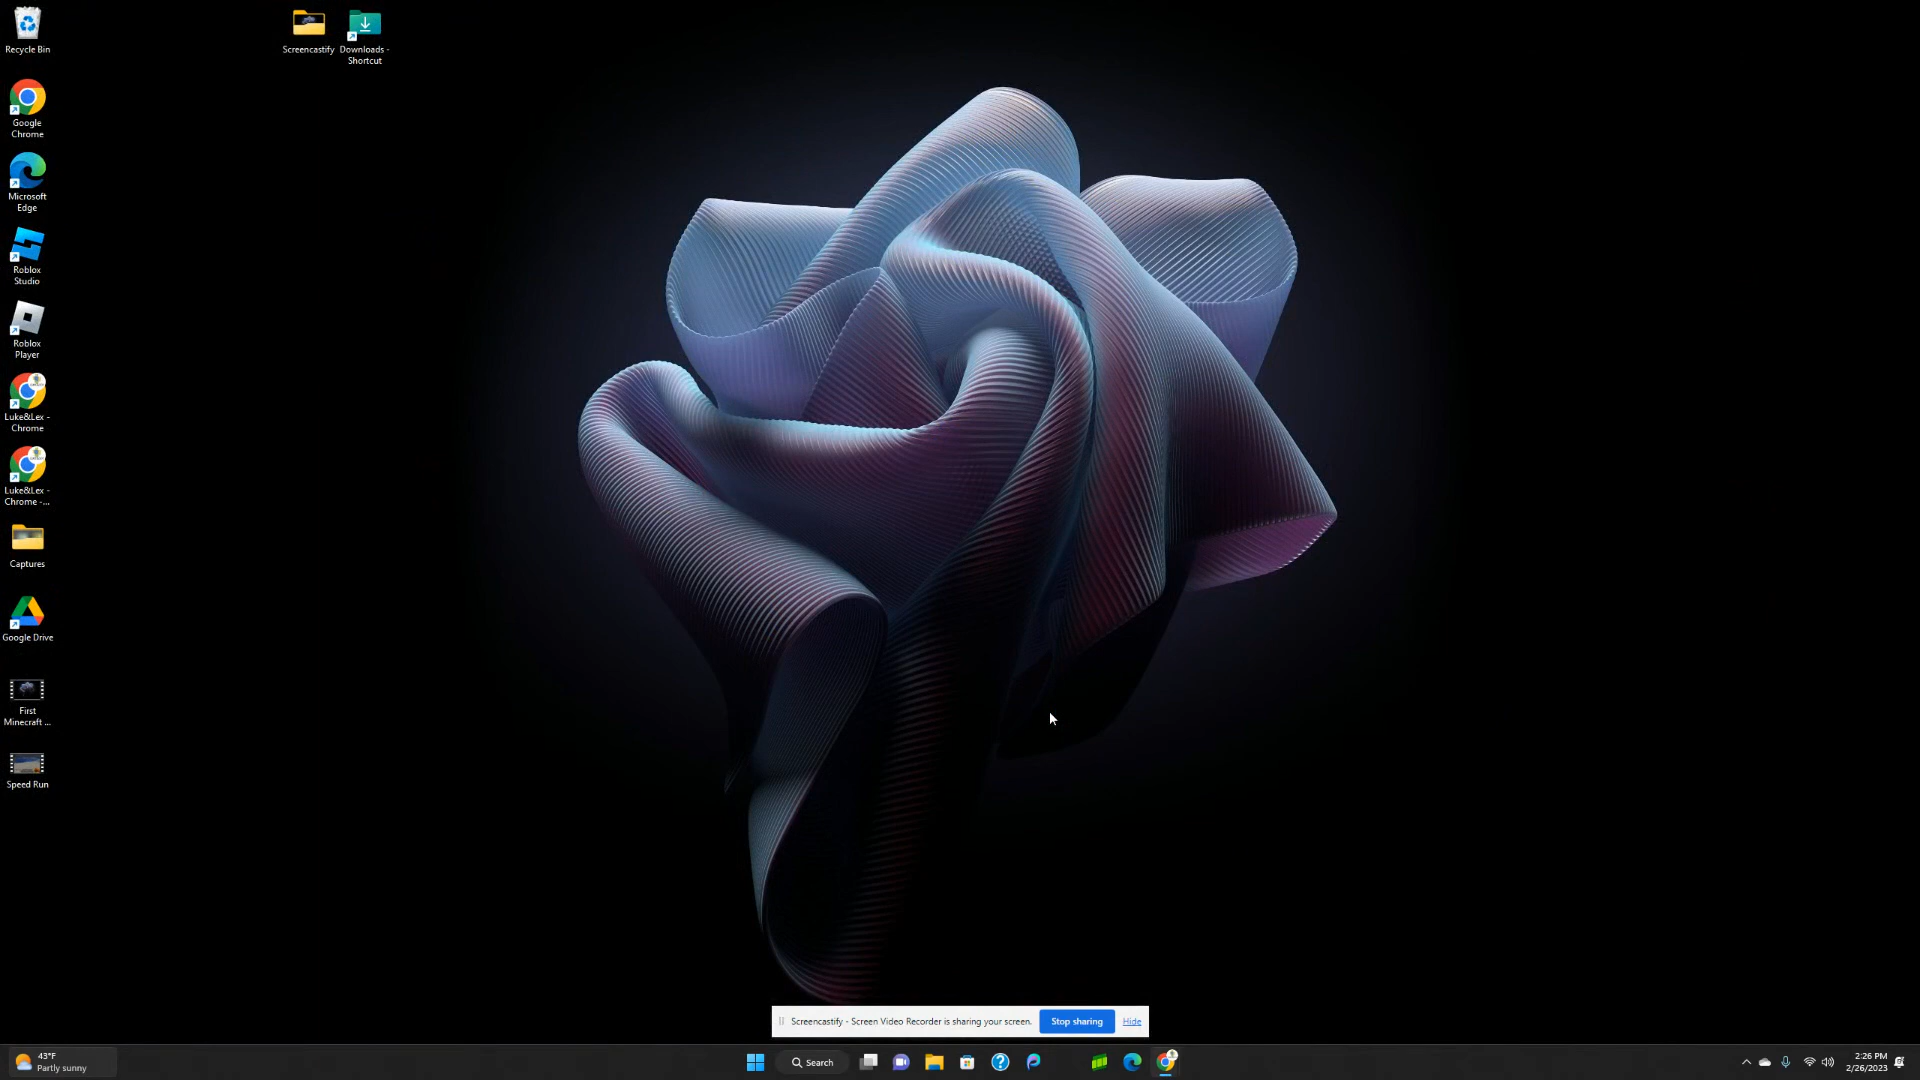 Recycle Bin
Screencastify
Downloads -
Shortcut
Google
Chrome
Microsoft
Edge
Roblox
Studio
Roblox
Player
Luke&Lex -
Chrome
Luke&Lex -
Chrome -...
Captures
Google Drive
First
Minecraft ...
Speed Run
Screencastify - Screen Video Recorder is sharing your screen.
Stop sharing
Hide
43°F
Partly sunny
Search
2:26 PM
2/26/2023